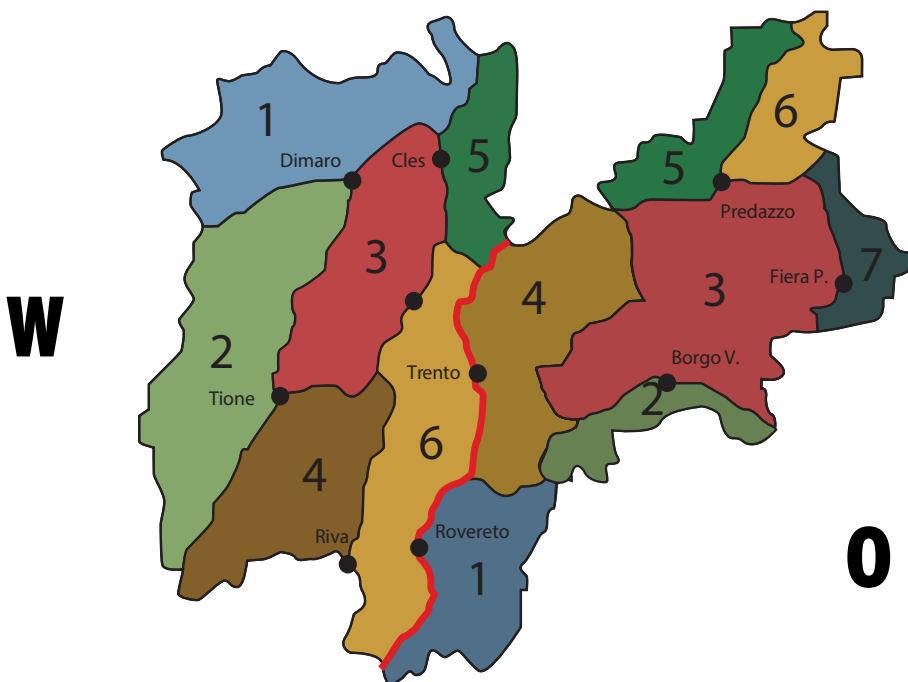 1
6
Dimaro
Cles
5
5
Predazzo
3
4
3
Fiera P.
7
W
2
Trento
Borgo V.
Tione
2
6
4
Riva
Rovereto
1
O